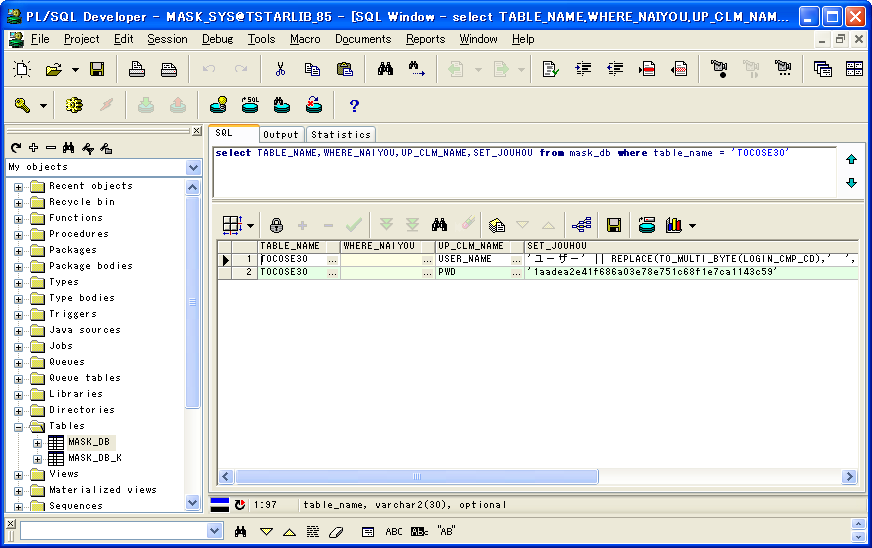 PL/SQL Developer - MASK_SYS@TSTARLIB_85 - [SQL Window - select TABLE_NAME,WHERE_NAIYOU,UP_CLM_NAM...
File Project Edit Session Debug Tools Macro Documents Reports Window Help
SQL
?
SQL Output Statistics
select TABLE_NAME,WHERE_NAIYOU,UP_CLM_NAME,SET_JOUHOU from mask_db where table_name = 'TOCOSE30'
My objects
Recent objects
Recycle bin
Functions
Procedures
Packages
Package bodies
Types
Type bodies
Triggers
Java sources
Jobs
Queues
Queue tables
Libraries
Directories
Tables
MASK_DB
MASK_DB_K
Views
Materialized views
Sequences
TABLE_NAME WHERE_NAIYOU UP_CLM_NAME SET_JOUHOU
1 TOCOSE30 ... ... USER_NAME ... 'ユーザー' || REPLACE(TO_MULTI_BYTE(LOGIN_CMP_CD),'　',
2 TOCOSE30 ... ... PWD ... '1aadea2e41f686a03e78e751c68f1e7ca1143c59'
1:97 table_name, varchar2(30), optional
ABC ABc "AB"